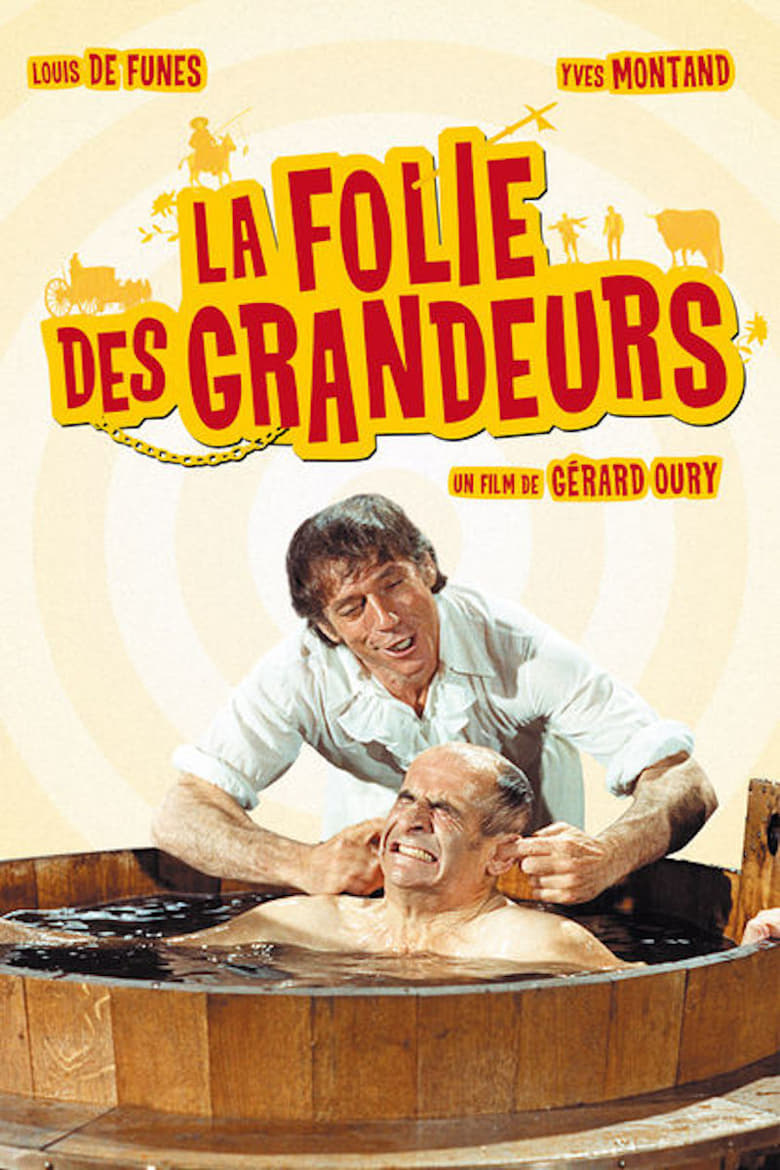 LOUIS DE FUNES
YVES MONTAND
LA FOLIE
DES GRANDEURS
UN FILM DE GÉRARD OURY